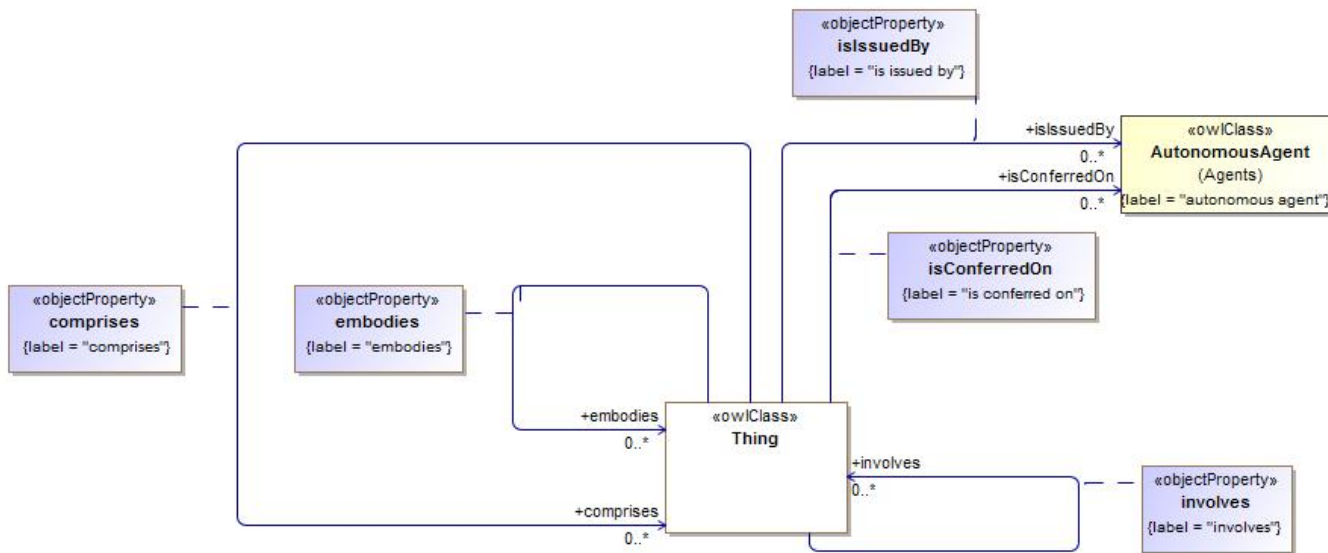 «objectProperty»
isIssuedBy
{label = "is issued by"}
+isIssuedBy
0..*
«owlClass»
AutonomousAgent
(Agents)
{label = "autonomous agent"}
+isConferredOn
0..*
«objectProperty»
isConferredOn
{label = "is conferred on"}
«objectProperty»
comprises
{label = "comprises"}
«objectProperty»
embodies
{label = "embodies"}
+embodies
0..*
«owlClass»
Thing
+involves
0..*
«objectProperty»
involves
{label = "involves"}
+comprises
0..*